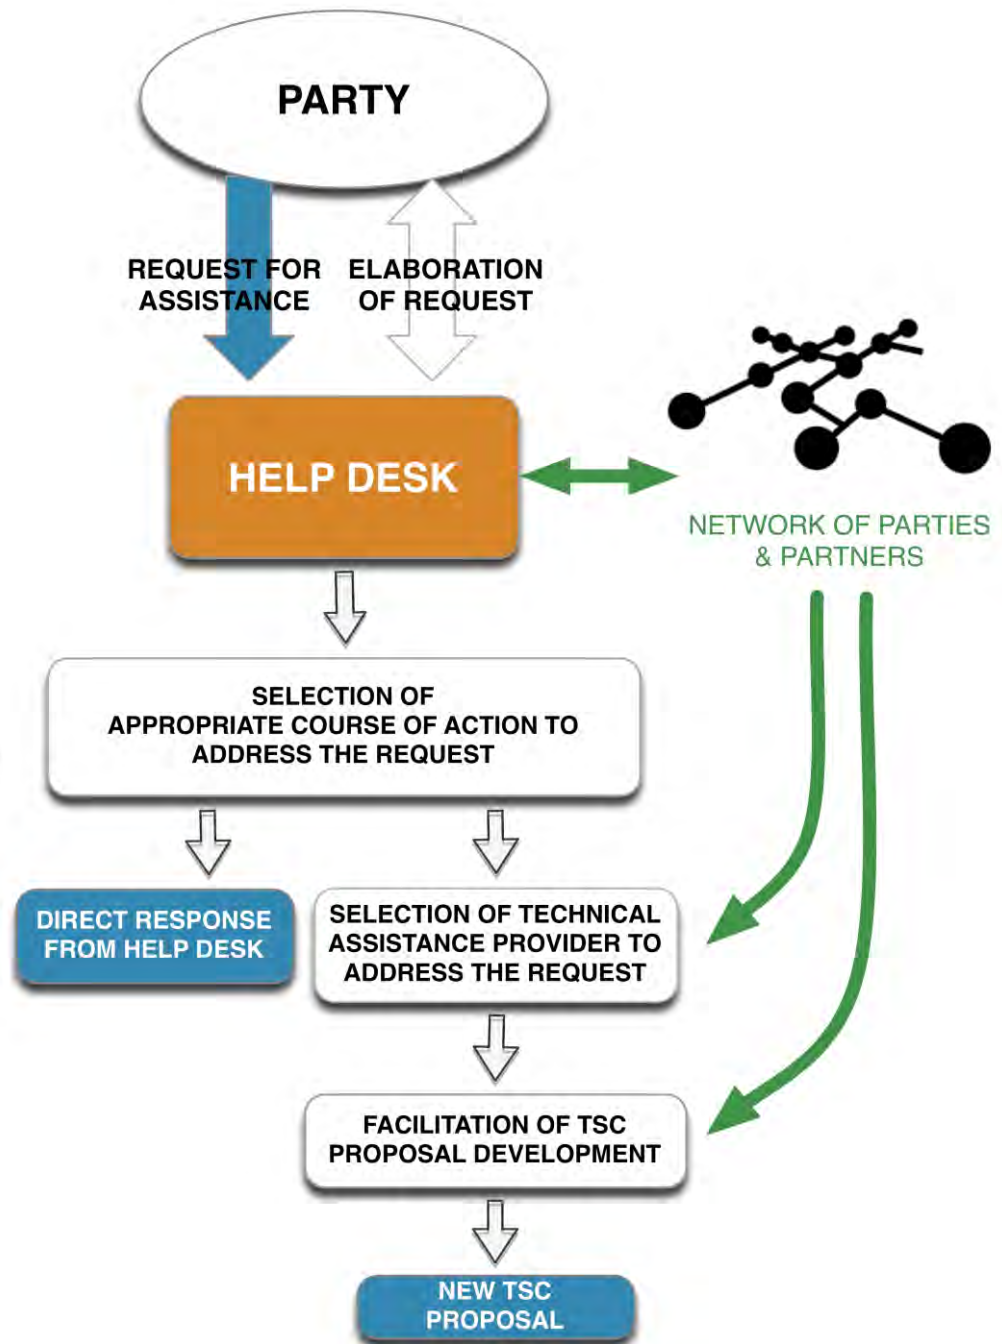 PARTY
REQUEST FOR
ASSISTANCE
ELABORATION
OF REQUEST
HELP DESK
NETWORK OF PARTIES
& PARTNERS
SELECTION OF
APPROPRIATE COURSE OF ACTION TO
ADDRESS THE REQUEST
DIRECT RESPONSE
FROM HELP DESK
SELECTION OF TECHNICAL
ASSISTANCE PROVIDER TO
ADDRESS THE REQUEST
FACILITATION OF TSC
PROPOSAL DEVELOPMENT
NEW TSC
PROPOSAL